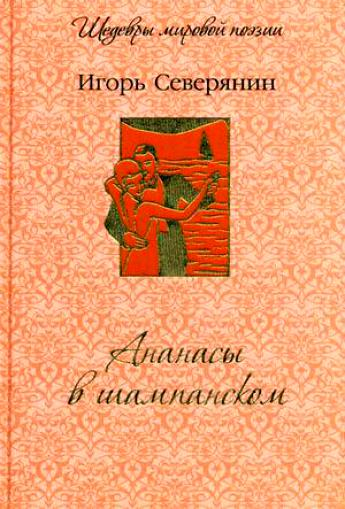 Шедевры мировой поэзии
Игорь Северянин
Ананасы
в шампанском